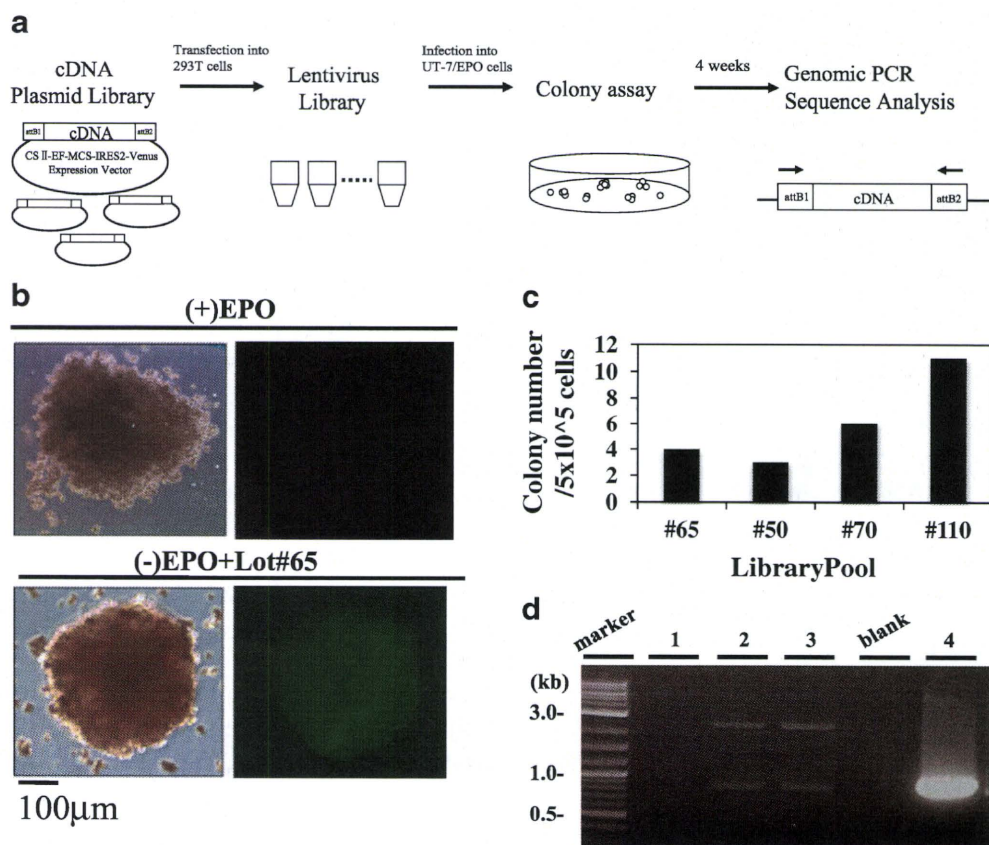 a
cDNA
Plasmid Library
Transfection into
293T cells
Lentivirus
Library
Infection into
UT-7/EPO cells
Colony assay
4 weeks
Genomic PCR
Sequence Analysis
attB1
cDNA
attB2
CS II-EF-MCS-IRES2-Venus
Expression Vector
attB1
cDNA
attB2
b
(+)EPO
(-)EPO+Lot#65
100μm
c
Colony number
/5x10^5 cells
12
10
8
6
4
2
0
#65
#50
#70
#110
LibraryPool
d
marker
1
2
3
blank
4
(kb)
3.0-
1.0-
0.5-